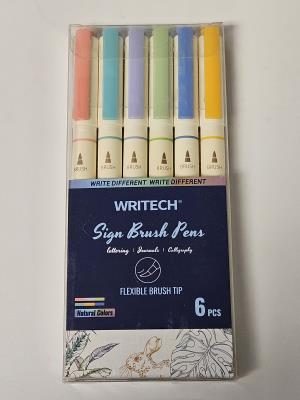 BRUSH BRUSH BRUSH BRUSH BRUSH BRUSH
WRITE DIFFERENT WRITE DIFFERENT
WRITECH®
Sign Brush Pens
lettering | Journals | Calligraphy
FLEXIBLE BRUSH TIP
Natural Colors
6 PCS